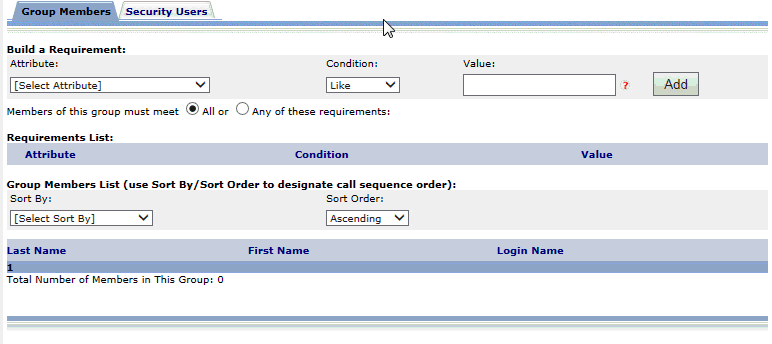 Group Members Security Users
Build a Requirement:
Attribute: Condition: Value:
[Select Attribute] Like ? Add
Members of this group must meet All or Any of these requirements:
Requirements List:
Attribute Condition Value
Group Members List (use Sort By/Sort Order to designate call sequence order):
Sort By: Sort Order:
[Select Sort By] Ascending
Last Name First Name Login Name
1
Total Number of Members in This Group: 0